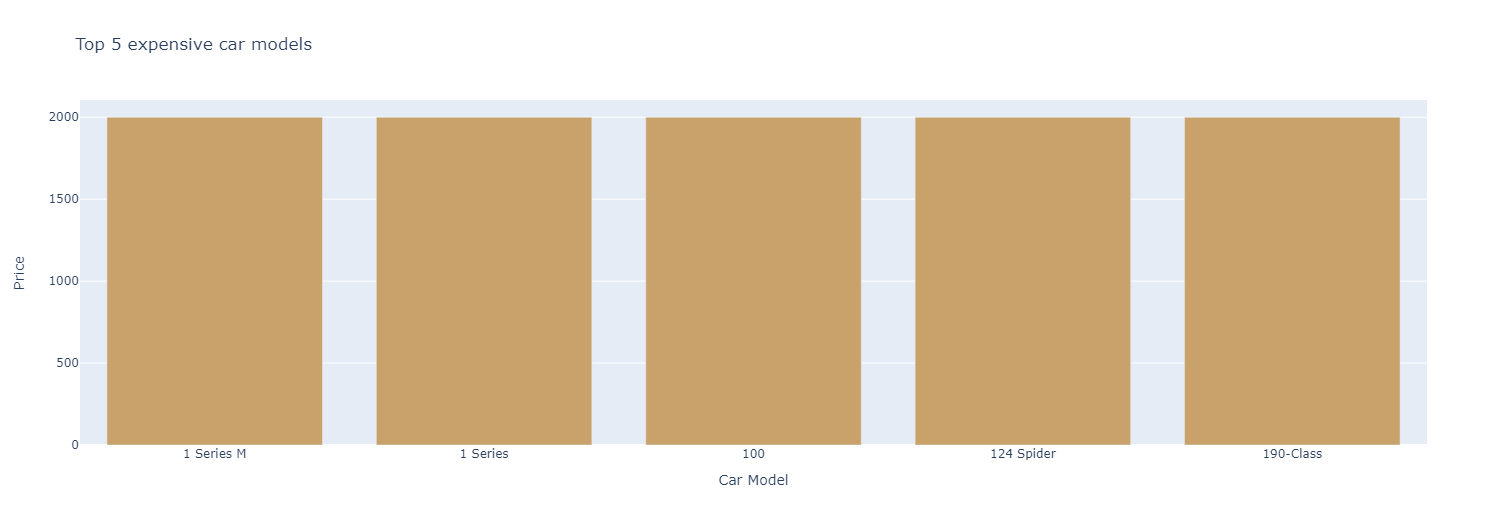 Top 5 expensive car models
Price
2000
1500
1000
500
0
1 Series M
1 Series
100
124 Spider
190-Class
Car Model